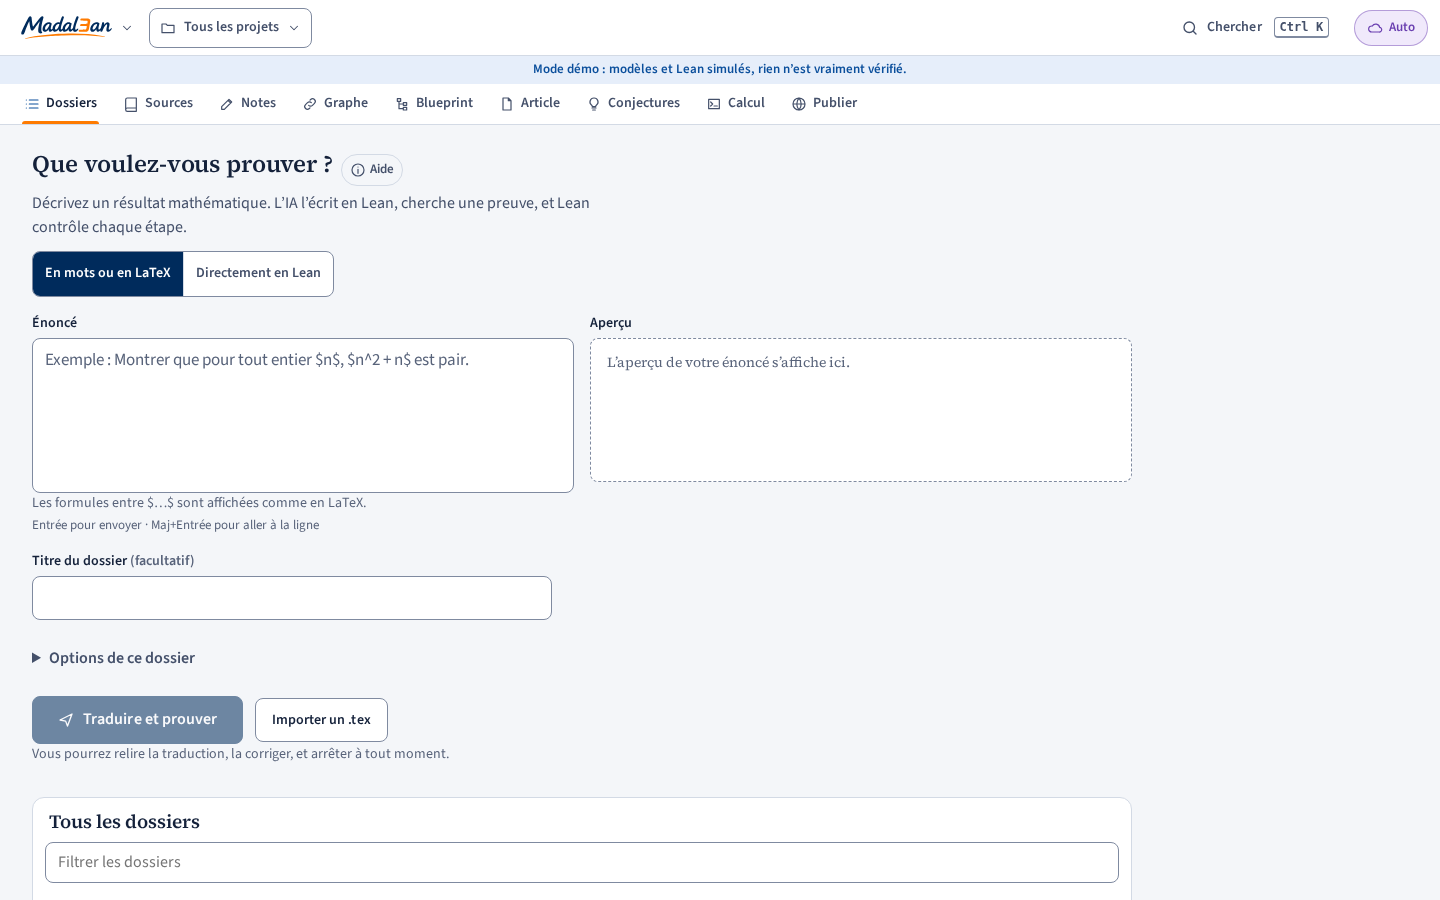 Madal3an
Tous les projets
Chercher
Ctrl K
Auto
Mode démo : modèles et Lean simulés, rien n’est vraiment vérifié.
Dossiers
Sources
Notes
Graphe
Blueprint
Article
Conjectures
Calcul
Publier
Que voulez-vous prouver ?
Aide
Décrivez un résultat mathématique. L’IA l’écrit en Lean, cherche une preuve, et Lean
contrôle chaque étape.
En mots ou en LaTeX
Directement en Lean
Énoncé
Exemple : Montrer que pour tout entier $n$, $n^2 + n$ est pair.
Les formules entre $…$ sont affichées comme en LaTeX.
Entrée pour envoyer · Maj+Entrée pour aller à la ligne
Aperçu
L’aperçu de votre énoncé s’affiche ici.
Titre du dossier (facultatif)
Options de ce dossier
Traduire et prouver
Importer un .tex
Vous pourrez relire la traduction, la corriger, et arrêter à tout moment.
Tous les dossiers
Filtrer les dossiers